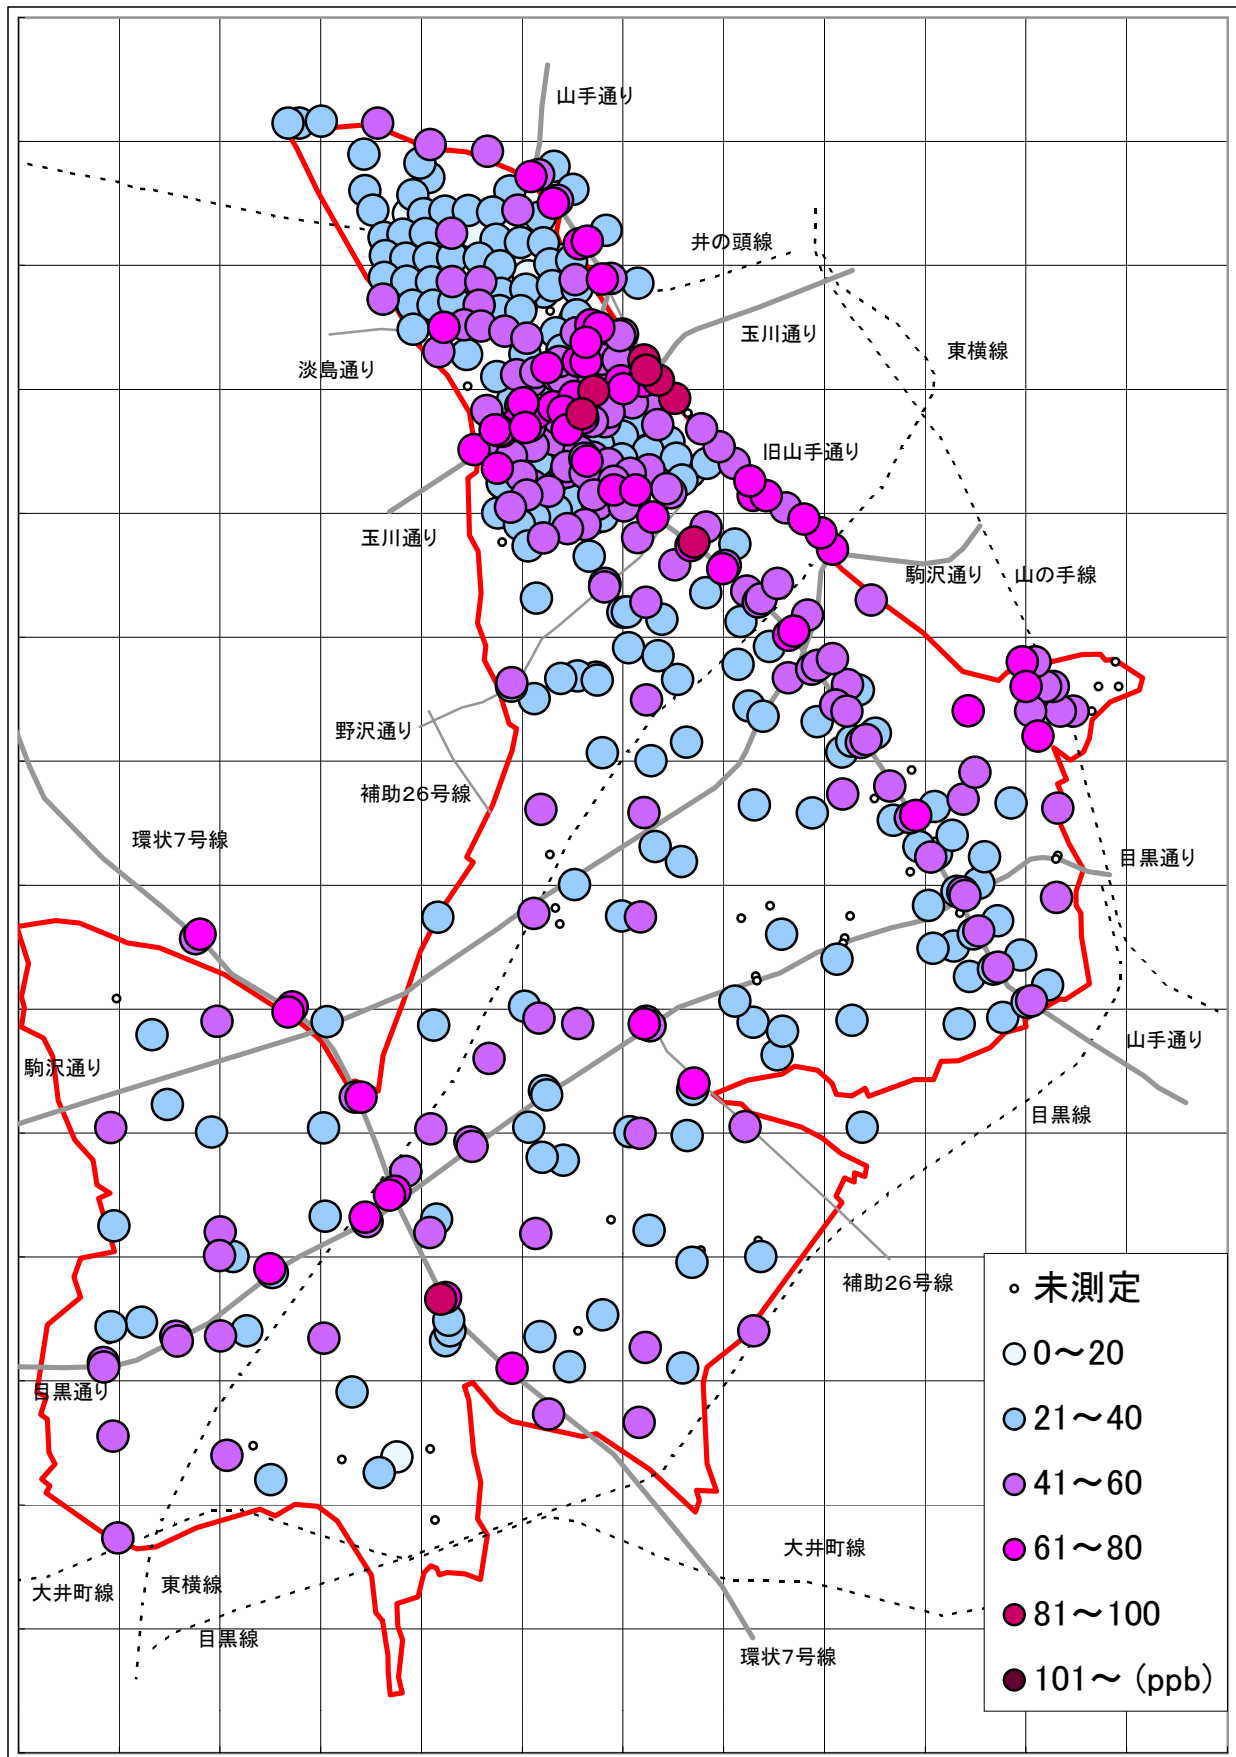 山手通り
井の頭線
玉川通り
東横線
淡島通り
旧山手通り
玉川通り
駒沢通り
山の手線
野沢通り
補助26号線
環状7号線
目黒通り
山手通り
駒沢通り
目黒線
補助26号線
目黒通り
大井町線
大井町線
東横線
目黒線
環状7号線
未測定
0～20
21～40
41～60
61～80
81～100
101～ (ppb)